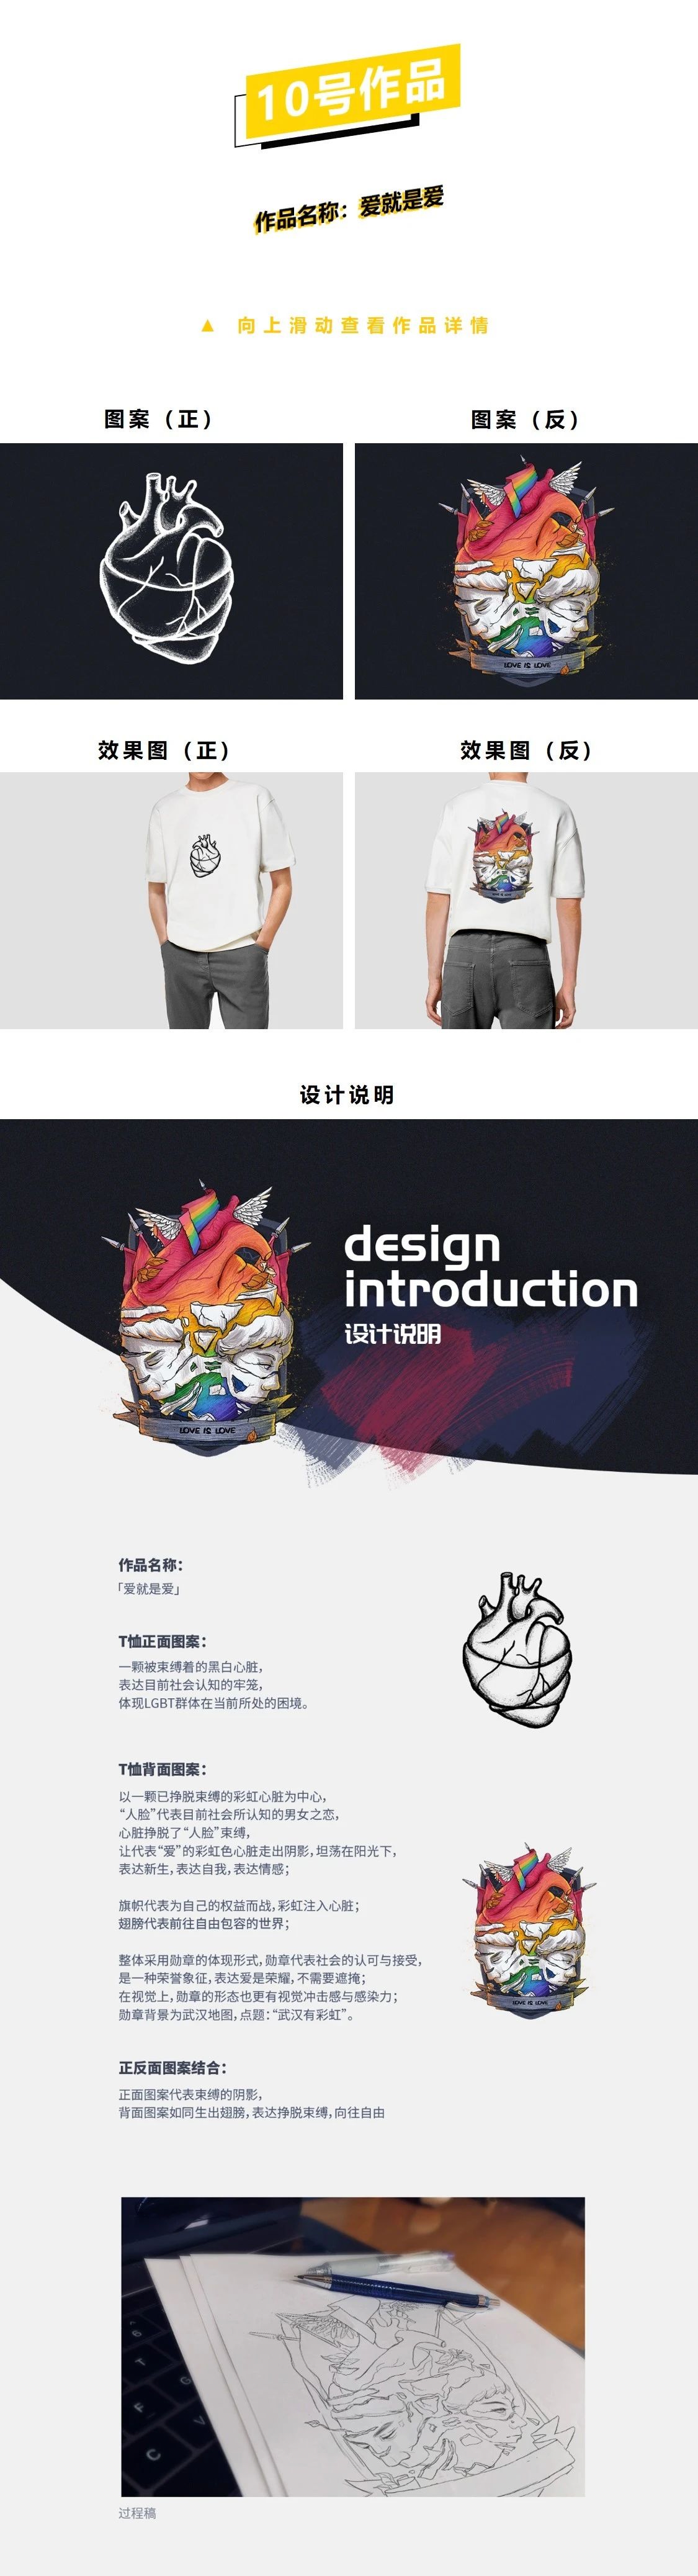 10号作品
作品名称：爱就是爱
▲ 向上滑动查看作品详情
图案（正）
图案（反）
LOVE IS LOVE
效果图（正）
效果图（反）
设计说明
design
introduction
设计说明
LOVE IS LOVE
作品名称：
「爱就是爱」
T恤正面图案：
一颗被束缚着的黑白心脏，
表达目前社会认知的牢笼，
体现LGBT群体在当前所处的困境。
T恤背面图案：
以一颗已挣脱束缚的彩虹心脏为中心，
“人脸”代表目前社会所认知的男女之恋，
心脏挣脱了“人脸”束缚，
让代表“爱”的彩虹色心脏走出阴影，坦荡在阳光下，
表达新生，表达自我，表达情感；
旗帜代表为自己的权益而战，彩虹注入心脏；
翅膀代表前往自由包容的世界；
整体采用勋章的体现形式，勋章代表社会的认可与接受，
是一种荣誉象征，表达爱是荣耀，不需要遮掩；
在视觉上，勋章的形态也更有视觉冲击感与感染力；
勋章背景为武汉地图，点题：“武汉有彩虹”。
LOVE IS LOVE
正反面图案结合：
正面图案代表束缚的阴影，
背面图案如同生出翅膀，表达挣脱束缚，向往自由
T
G
F
V
C
过程稿